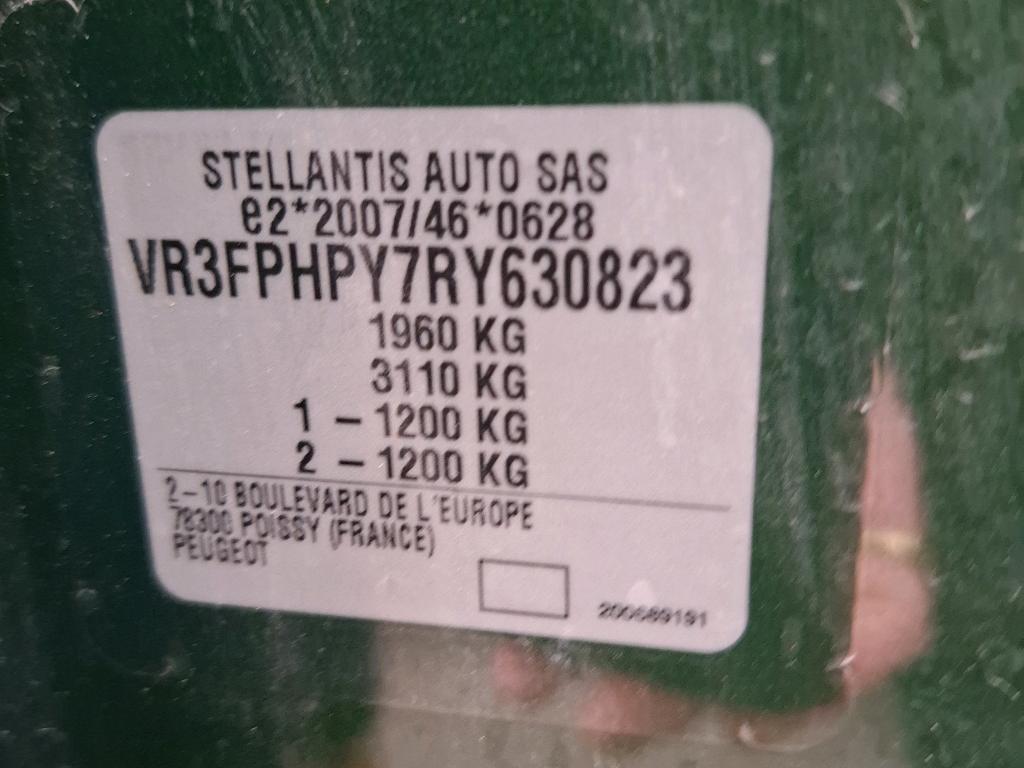 STELLANTIS AUTO SAS
e2*2007/46*0628
VR3FPHPY7RY630823
1960 KG
3110 KG
1 - 1200 KG
2 - 1200 KG
2-10 BOULEVARD DE L'EUROPE
78300 POISSY (FRANCE)
PEUGEOT
200689191